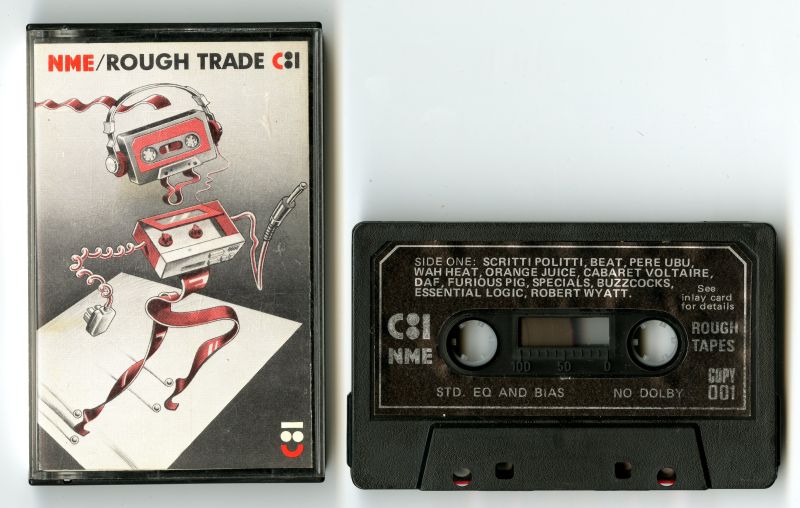 NME/ROUGH TRADE C:81
C81
SIDE ONE: SCRITTI POLITTI, BEAT, PERE UBU,
WAH HEAT, ORANGE JUICE, CABARET VOLTAIRE,
DAF, FURIOUS PIG, SPECIALS, BUZZCOCKS,
ESSENTIAL LOGIC, ROBERT WYATT.
See
inlay card
for details
C81
NME
ROUGH
TAPES
100 50 0
COPY
001
STD. EQ AND BIAS
NO DOLBY